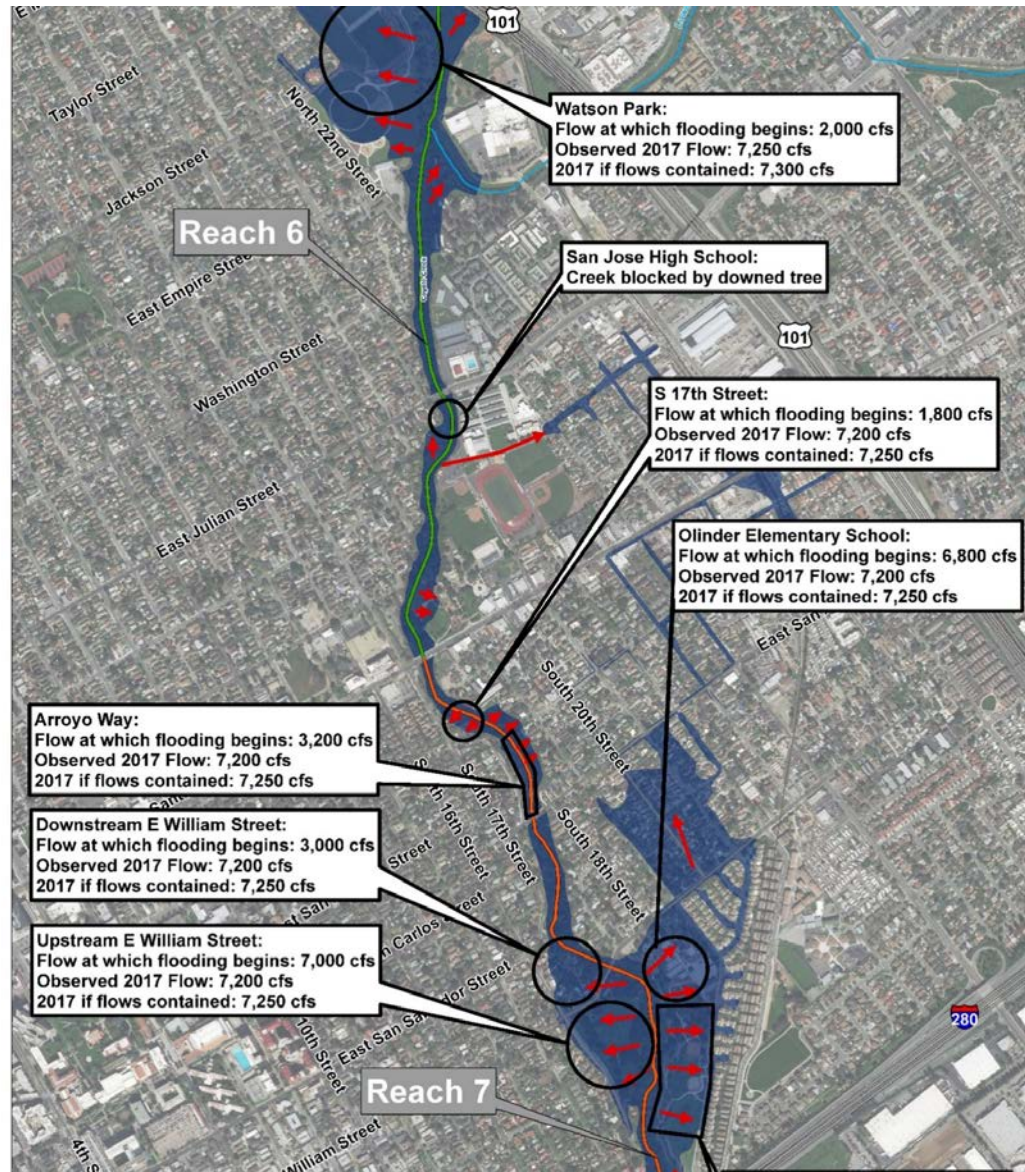 101
Taylor Street
North 22nd Street
Watson Park:
Flow at which flooding begins: 2,000 cfs
Observed 2017 Flow: 7,250 cfs
2017 if flows contained: 7,300 cfs
Jackson Street
Reach 6
San Jose High School:
Creek blocked by downed tree
East Empire Street
101
Washington Street
S 17th Street:
Flow at which flooding begins: 1,800 cfs
Observed 2017 Flow: 7,200 cfs
2017 if flows contained: 7,250 cfs
East Julian Street
Olinder Elementary School:
Flow at which flooding begins: 6,800 cfs
Observed 2017 Flow: 7,200 cfs
2017 if flows contained: 7,250 cfs
East San
South 20th Street
Arroyo Way:
Flow at which flooding begins: 3,200 cfs
Observed 2017 Flow: 7,200 cfs
2017 if flows contained: 7,250 cfs
16th Street
South 17th Street
South 18th Street
Downstream E William Street:
Flow at which flooding begins: 3,000 cfs
Observed 2017 Flow: 7,200 cfs
2017 if flows contained: 7,250 cfs
Street
Carlos Street
Upstream E William Street:
Flow at which flooding begins: 7,000 cfs
Observed 2017 Flow: 7,200 cfs
2017 if flows contained: 7,250 cfs
East San Salvador Street
10th Street
280
Reach 7
William Street
4th S